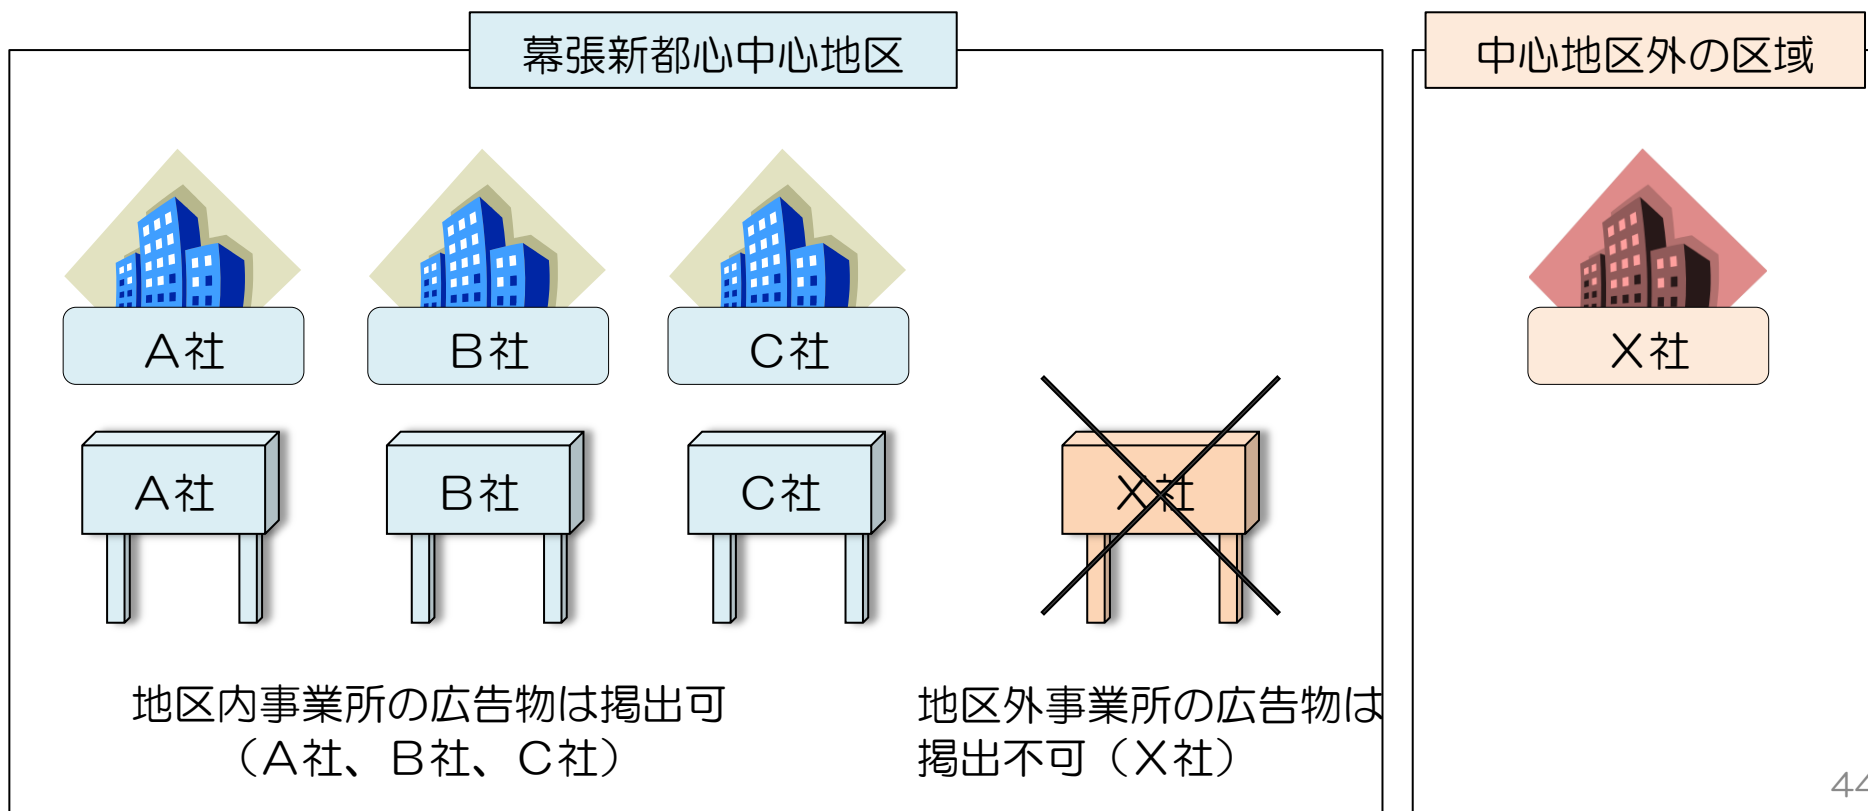 幕張新都心中心地区
中心地区外の区域
A社
B社
C社
X社
A社
B社
C社
X社
地区内事業所の広告物は掲出可
（A社、B社、C社）
地区外事業所の広告物は
掲出不可（X社）
44